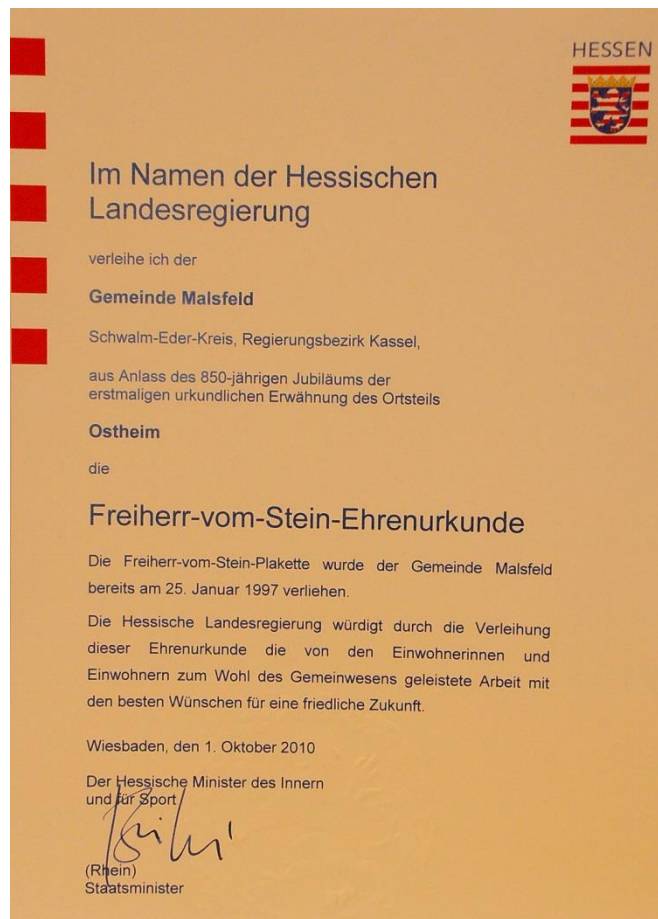 HESSEN
Im Namen der Hessischen
Landesregierung
verleihe ich der
Gemeinde Malsfeld
Schwalm-Eder-Kreis, Regierungsbezirk Kassel,
aus Anlass des 850-jährigen Jubiläums der
erstmaligen urkundlichen Erwähnung des Ortsteils
Ostheim
die
Freiherr-vom-Stein-Ehrenurkunde
Die Freiherr-vom-Stein-Plakette wurde der Gemeinde Malsfeld
bereits am 25. Januar 1997 verliehen.
Die Hessische Landesregierung würdigt durch die Verleihung
dieser Ehrenurkunde die von den Einwohnerinnen und
Einwohnern zum Wohl des Gemeinwesens geleistete Arbeit mit
den besten Wünschen für eine friedliche Zukunft.
Wiesbaden, den 1. Oktober 2010
Der Hessische Minister des Innern
und für Sport
(Rhein)
Staatsminister